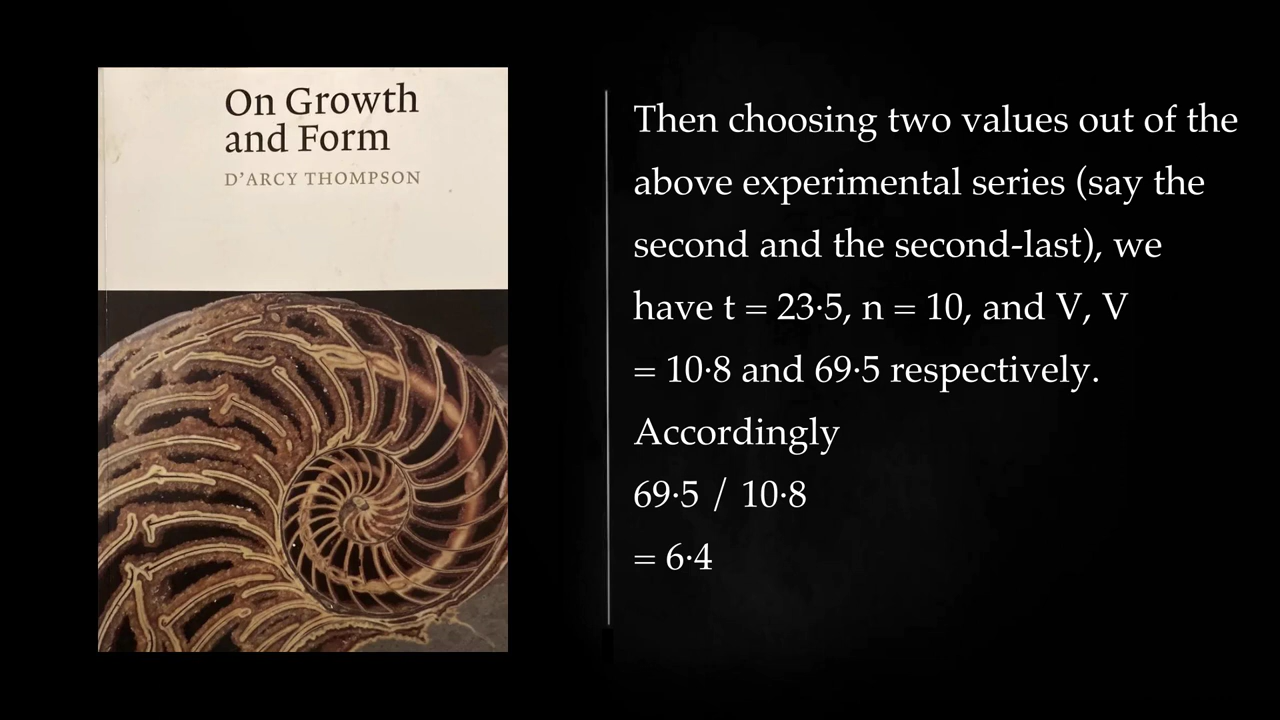 On Growth
and Form
D'ARCY THOMPSON
Then choosing two values out of the
above experimental series (say the
second and the second-last), we
have t = 23·5, n = 10, and V, V
= 10·8 and 69·5 respectively.
Accordingly
69·5 / 10·8
= 6·4